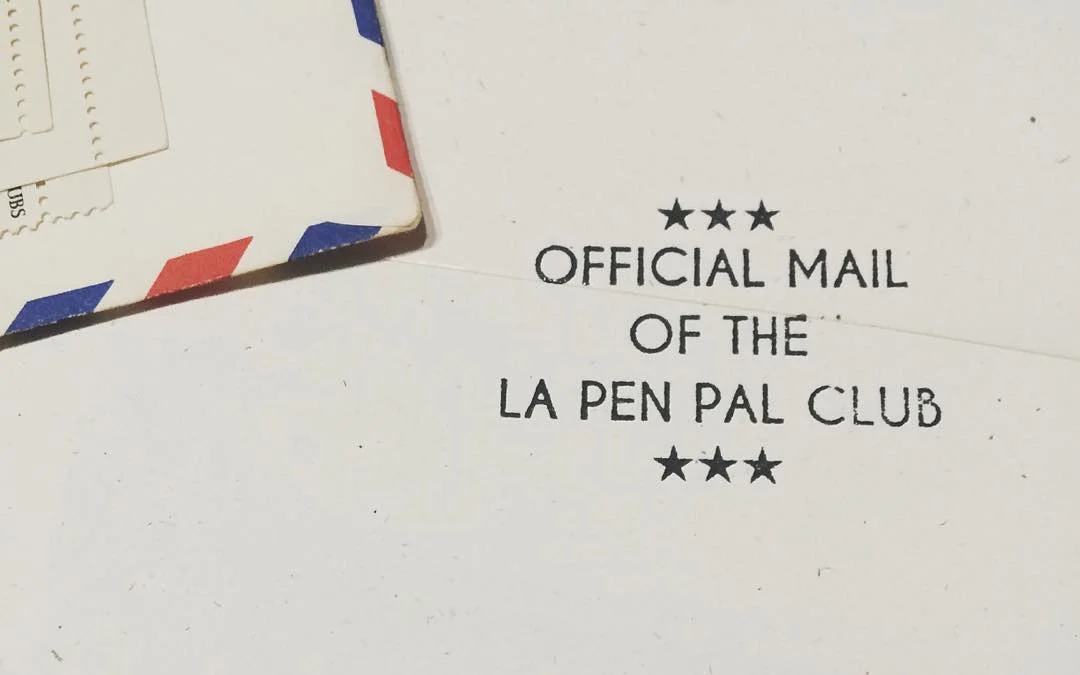 ★★★
OFFICIAL MAIL
OF THE
LA PEN PAL CLUB
★★★